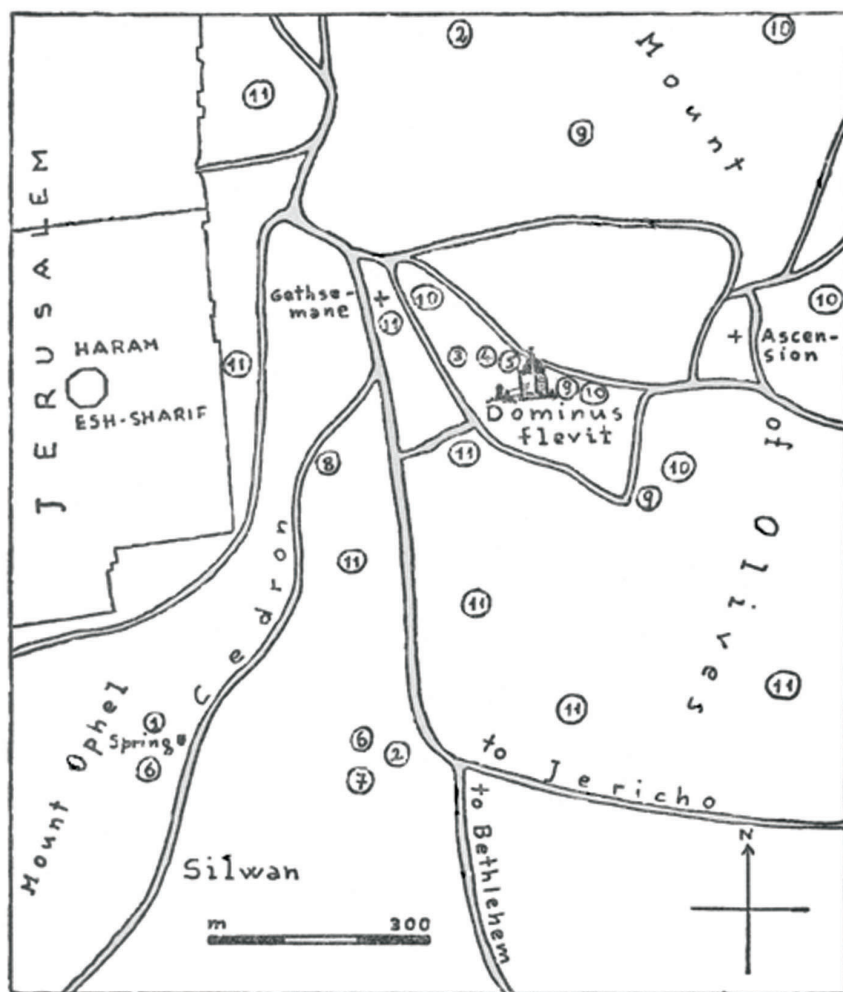 2
10
11
9
Mount of Olives
JERUSALEM
Gathse-
mane
11
10
10
HARAM
ESH-SHARIF
11
3 4 5
9 10
Ascen-
sion
Dominus
flevit
11
8
10
9
11
Cedron
11
11
11
Mount Ophel
1
Spring
6
6
2
7
to Jericho
to Bethlehem
N
Silwan
m 300